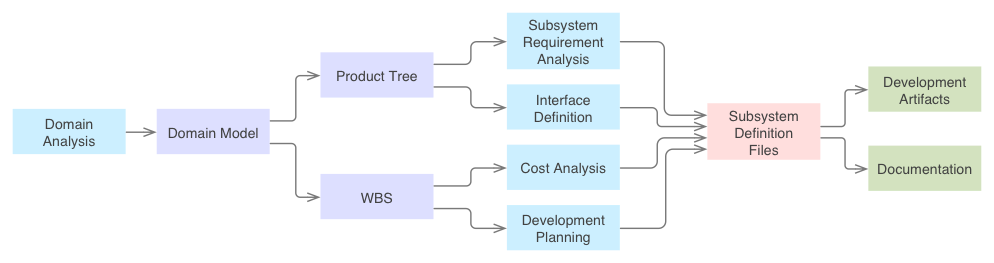 Domain
Analysis
Domain Model
Product Tree
WBS
Subsystem
Requirement
Analysis
Interface
Definition
Cost Analysis
Development
Planning
Subsystem
Definition
Files
Development
Artifacts
Documentation